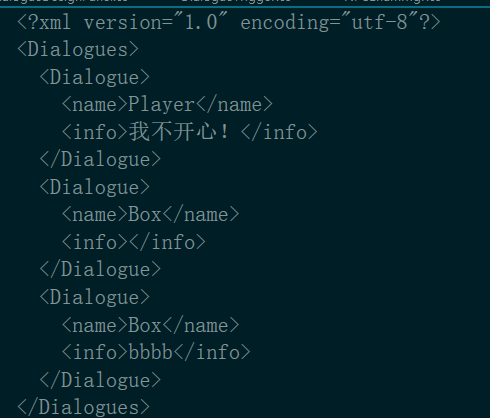 <?xml version="1.0" encoding="utf-8"?>
<Dialogues>
<Dialogue>
<name>Player</name>
<info>我不开心！</info>
</Dialogue>
<Dialogue>
<name>Box</name>
<info></info>
</Dialogue>
<Dialogue>
<name>Box</name>
<info>bbbb</info>
</Dialogue>
</Dialogues>